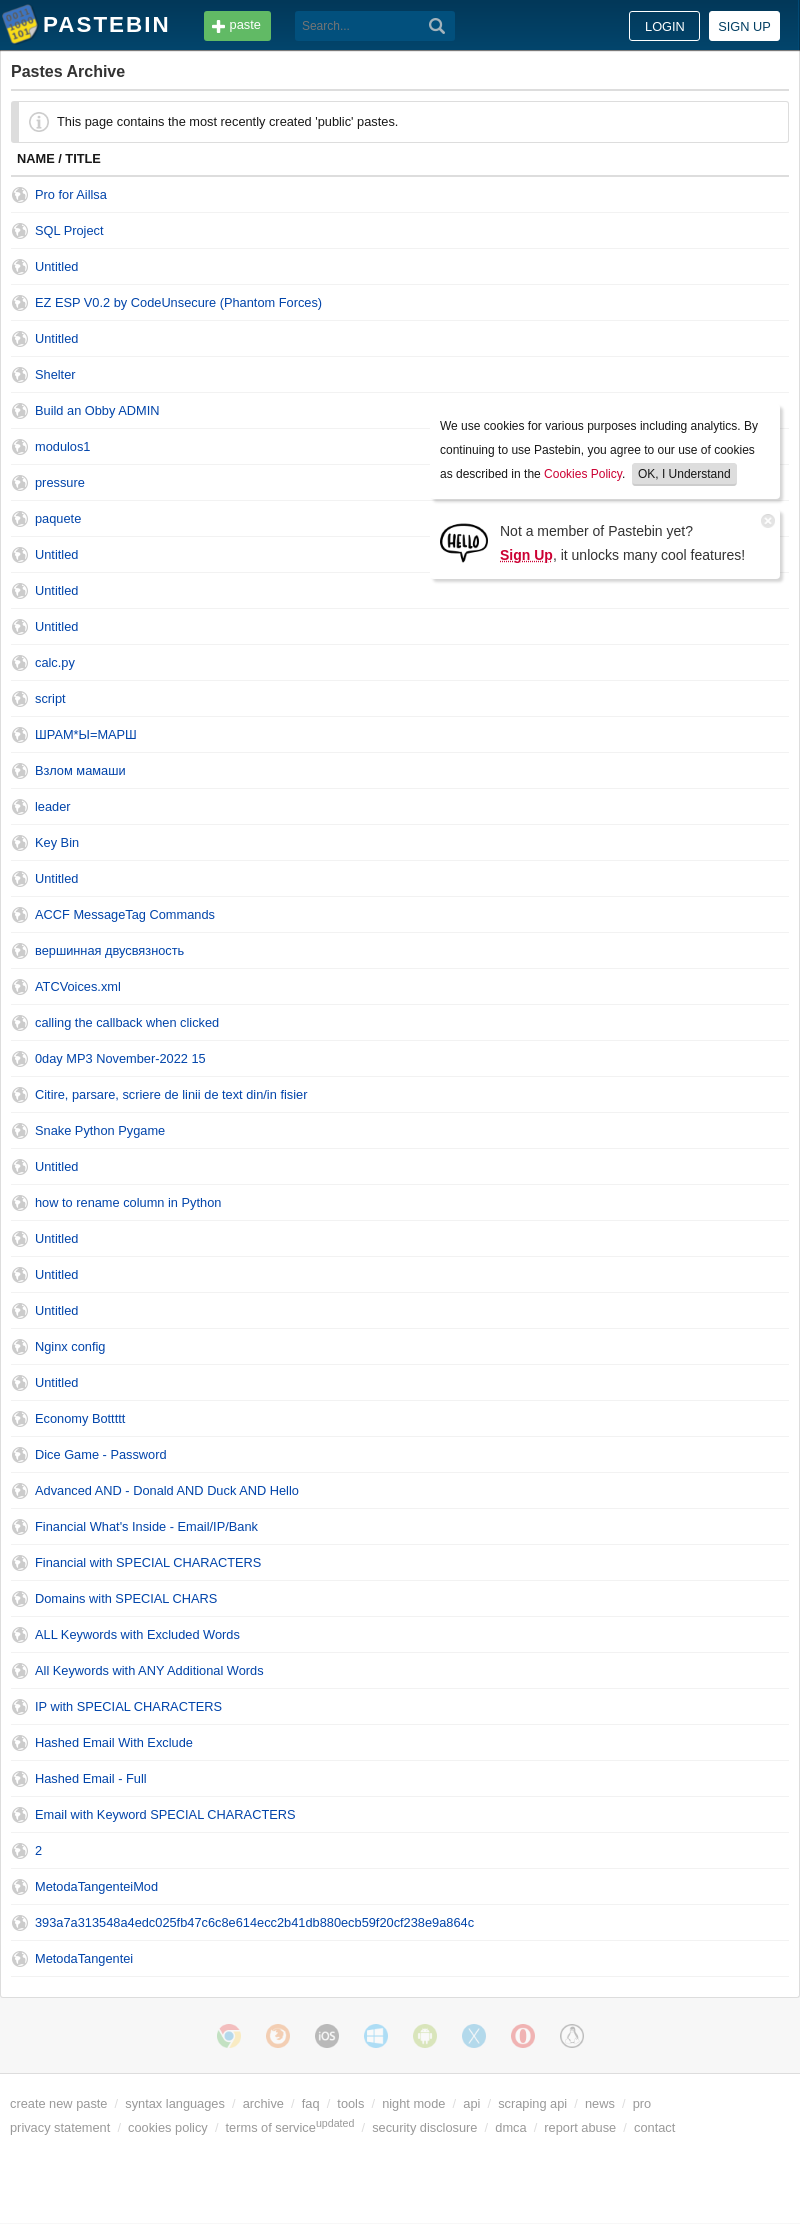 PASTEBIN
paste
Search...
LOGIN
SIGN UP
Pastes Archive
This page contains the most recently created 'public' pastes.
NAME / TITLE
Pro for Aillsa
SQL Project
Untitled
EZ ESP V0.2 by CodeUnsecure (Phantom Forces)
Untitled
Shelter
Build an Obby ADMIN
modulos1
pressure
paquete
Untitled
Untitled
Untitled
calc.py
script
ШРАМ*Ы=МАРШ
Взлом мамаши
leader
Key Bin
Untitled
ACCF MessageTag Commands
вершинная двусвязность
ATCVoices.xml
calling the callback when clicked
0day MP3 November-2022 15
Citire, parsare, scriere de linii de text din/in fisier
Snake Python Pygame
Untitled
how to rename column in Python
Untitled
Untitled
Untitled
Nginx config
Untitled
Economy Bottttt
Dice Game - Password
Advanced AND - Donald AND Duck AND Hello
Financial What's Inside - Email/IP/Bank
Financial with SPECIAL CHARACTERS
Domains with SPECIAL CHARS
ALL Keywords with Excluded Words
All Keywords with ANY Additional Words
IP with SPECIAL CHARACTERS
Hashed Email With Exclude
Hashed Email - Full
Email with Keyword SPECIAL CHARACTERS
2
MetodaTangenteiMod
393a7a313548a4edc025fb47c6c8e614ecc2b41db880ecb59f20cf238e9a864c
MetodaTangentei
We use cookies for various purposes including analytics. By
continuing to use Pastebin, you agree to our use of cookies
as described in the Cookies Policy. OK, I Understand
HELLO
Not a member of Pastebin yet?
Sign Up, it unlocks many cool features!
iOS
create new paste / syntax languages / archive / faq / tools / night mode / api / scraping api / news / pro
privacy statement / cookies policy / terms of service updated / security disclosure / dmca / report abuse / contact